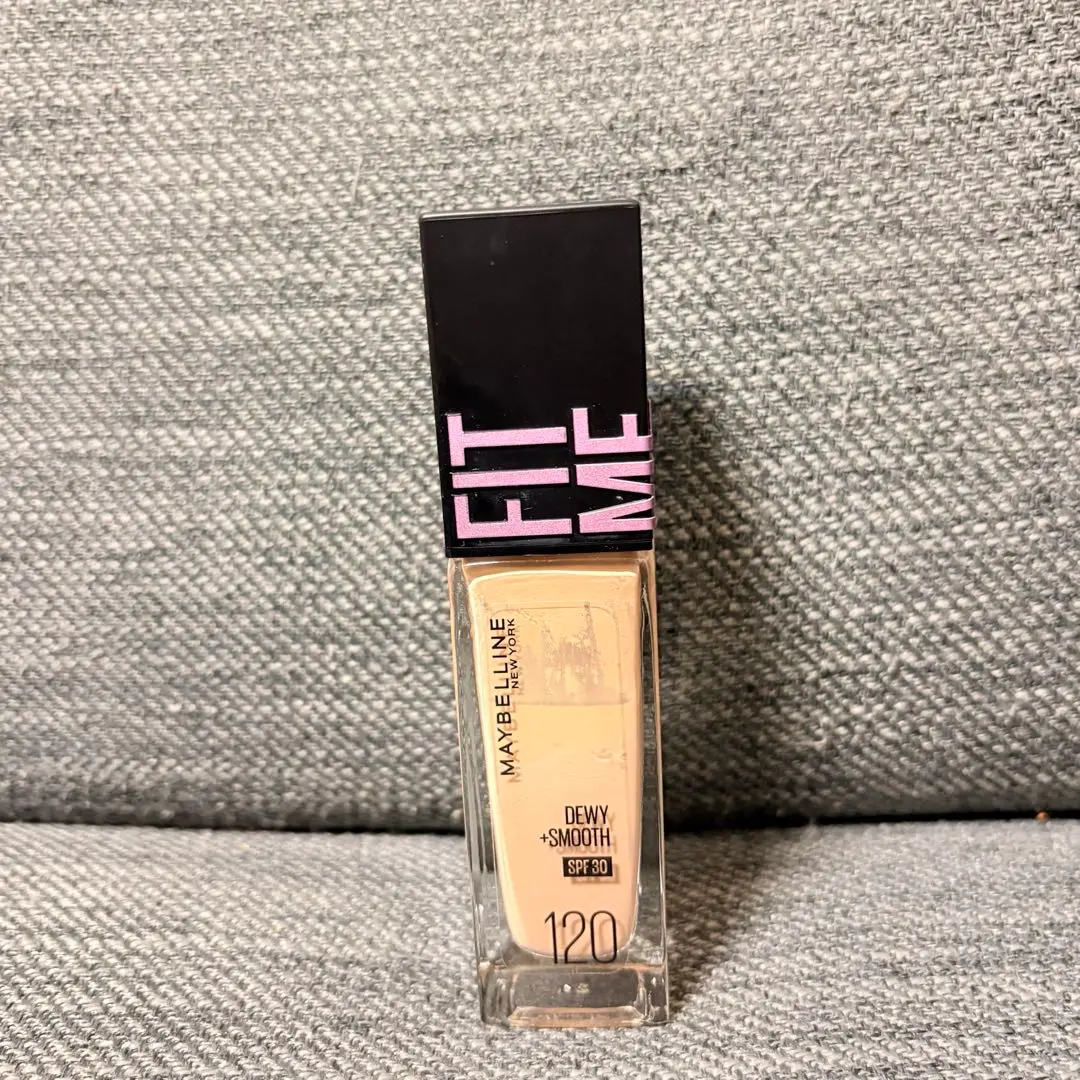 FIT
ME
MAYBELLINE
NEW YORK
DEWY
+SMOOTH
SPF 30
120